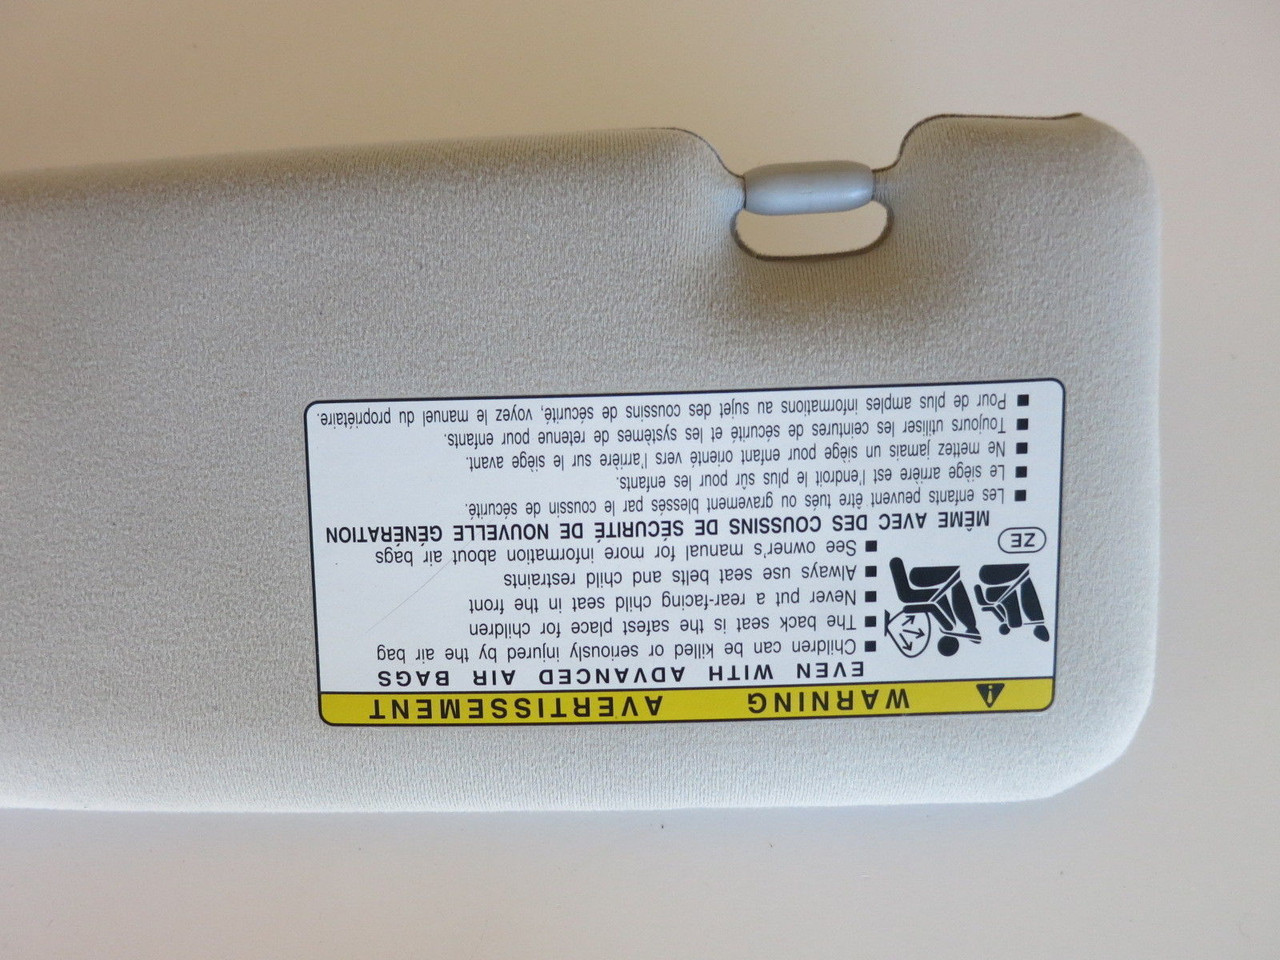 WARNING AVERTISSEMENT
EVEN WITH ADVANCED AIR BAGS
■ Children can be killed or seriously injured by the air bag
■ The back seat is the safest place for children
■ Never put a rear-facing child seat in the front
■ Always use seat belts and child restraints
■ See owner's manual for more information about air bags
ZE
MÊME AVEC DES COUSSINS DE SÉCURITÉ DE NOUVELLE GÉNÉRATION
■ Les enfants peuvent être tués ou gravement blessés par le coussin de sécurité.
■ Le siège arrière est l'endroit le plus sûr pour les enfants.
■ Ne mettez jamais un siège pour enfant orienté vers l'arrière sur le siège avant.
■ Toujours utiliser les ceintures de sécurité et les systèmes de retenue pour enfants.
■ Pour de plus amples informations au sujet des coussins de sécurité, voyez le manuel du propriétaire.